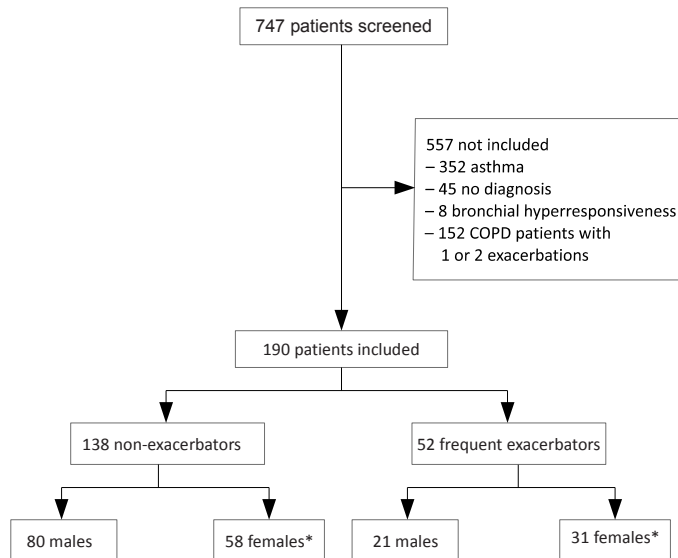 747 patients screened
557 not included
– 352 asthma
– 45 no diagnosis
– 8 bronchial hyperresponsiveness
– 152 COPD patients with
1 or 2 exacerbations
190 patients included
138 non-exacerbators
52 frequent exacerbators
80 males
58 females*
21 males
31 females*